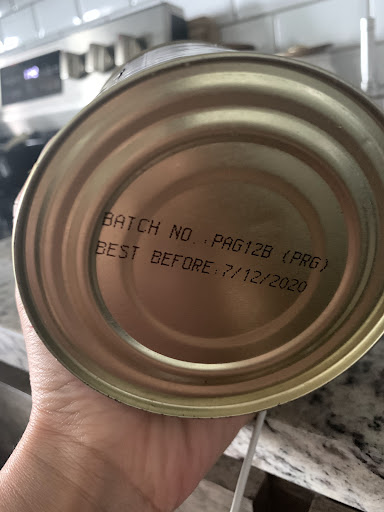 BATCH NO.:PAG12B (PRG)
BEST BEFORE:7/12/2020